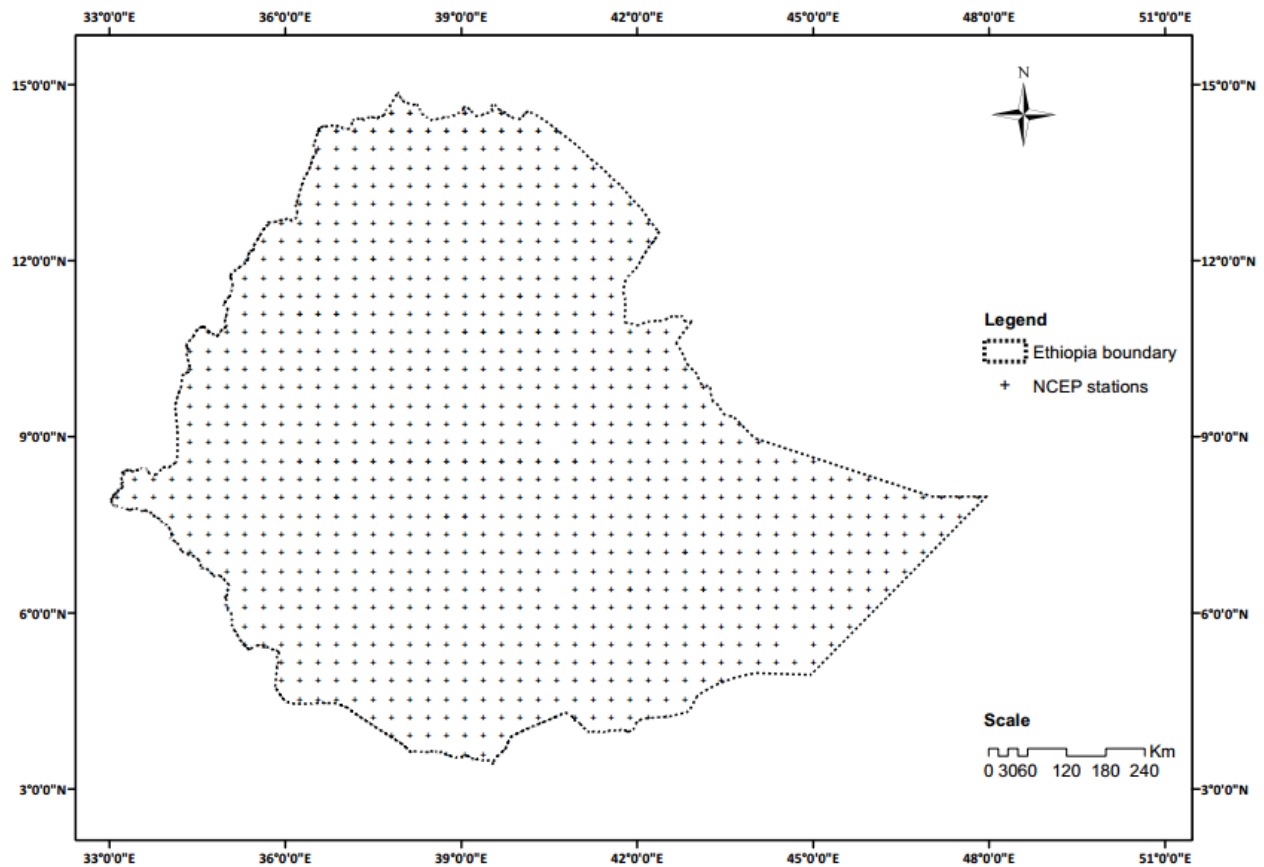 33°0'0"E 36°0'0"E 39°0'0"E 42°0'0"E 45°0'0"E 48°0'0"E 51°0'0"E
N
15°0'0"N 15°0'0"N
12°0'0"N 12°0'0"N
Legend
Ethiopia boundary
NCEP stations
9°0'0"N 9°0'0"N
6°0'0"N 6°0'0"N
Scale
Km
0 3060 120 180 240
3°0'0"N 3°0'0"N
33°0'0"E 36°0'0"E 39°0'0"E 42°0'0"E 45°0'0"E 48°0'0"E 51°0'0"E